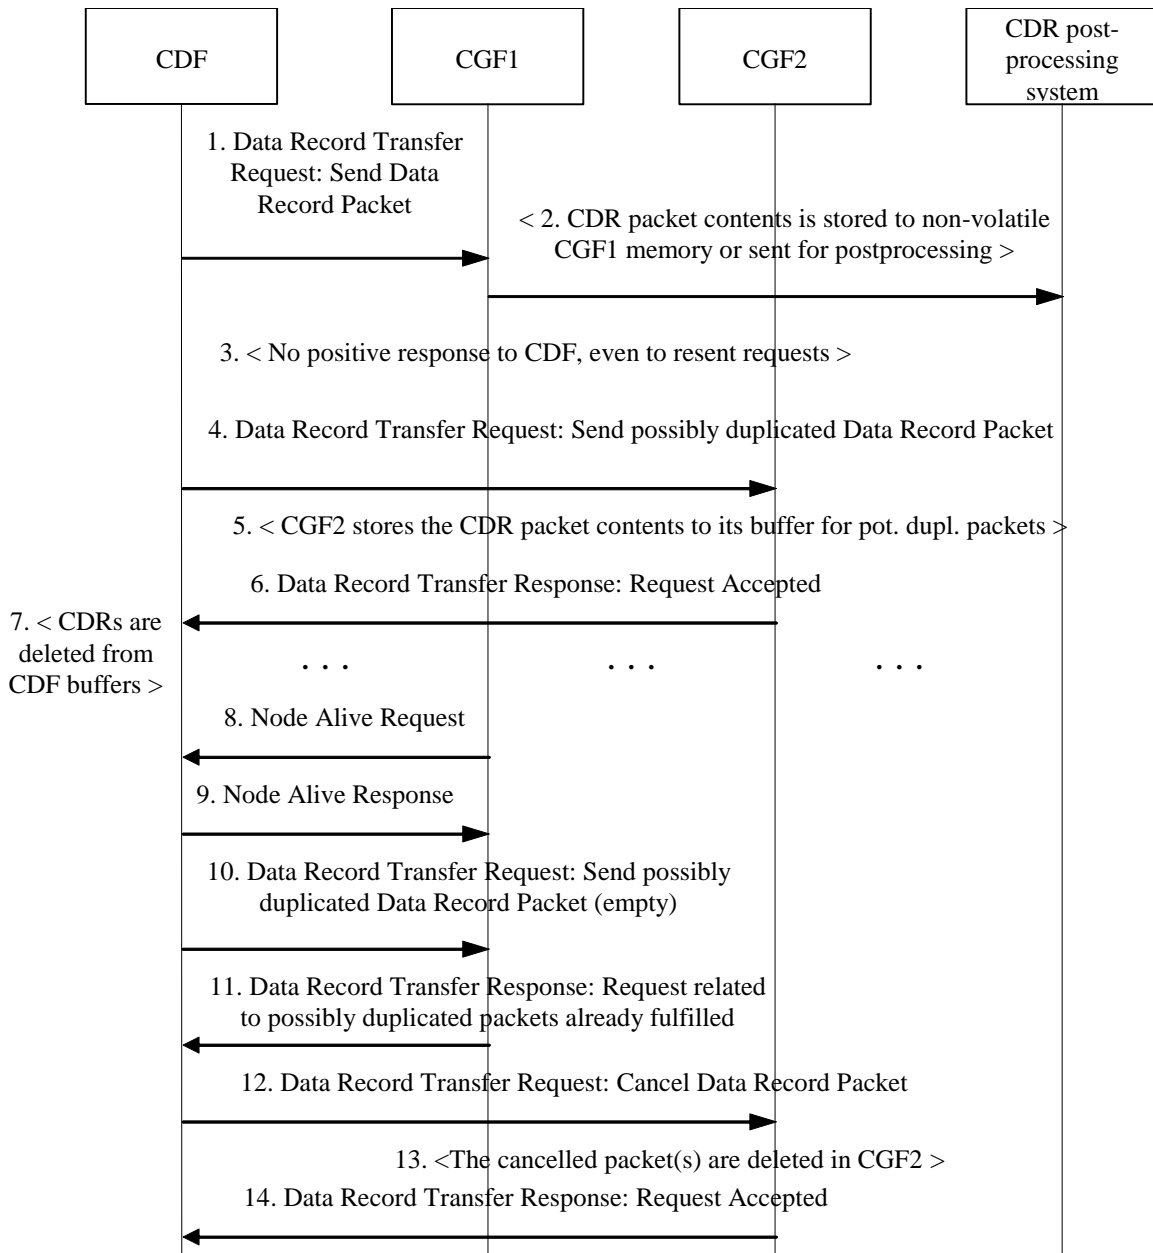 CDF
CGF1
CGF2
CDR post-
processing
system
1. Data Record Transfer
Request: Send Data
Record Packet
< 2. CDR packet contents is stored to non-volatile
CGF1 memory or sent for postprocessing >
3. < No positive response to CDF, even to resent requests >
4. Data Record Transfer Request: Send possibly duplicated Data Record Packet
5. < CGF2 stores the CDR packet contents to its buffer for pot. dupl. packets >
6. Data Record Transfer Response: Request Accepted
7. < CDRs are
deleted from
CDF buffers >
. . .
. . .
. . .
8. Node Alive Request
9. Node Alive Response
10. Data Record Transfer Request: Send possibly
duplicated Data Record Packet (empty)
11. Data Record Transfer Response: Request related
to possibly duplicated packets already fulfilled
12. Data Record Transfer Request: Cancel Data Record Packet
13. <The cancelled packet(s) are deleted in CGF2 >
14. Data Record Transfer Response: Request Accepted